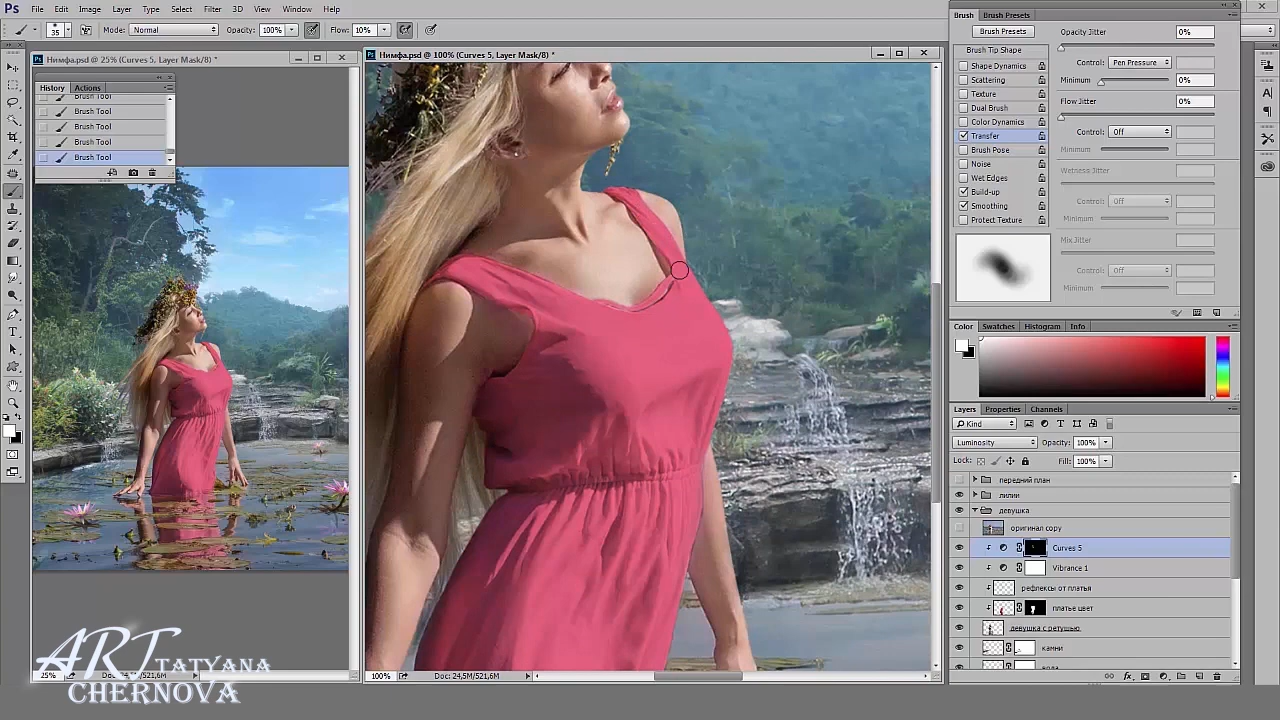 Ps File Edit Image Layer Type Select Filter 3D View Window Help
35 Mode: Normal Opacity: 100% Flow: 10%
Нимфа.psd @ 25% (Curves 5, Layer Mask/8) *
History Actions
Brush Tool
Brush Tool
Brush Tool
Brush Tool
Brush Tool
25%
Нимфа.psd @ 100% (Curves 5, Layer Mask/8) *
100% Doc: 24,5M/521,6M
Brush Brush Presets
Brush Presets
Brush Tip Shape
Shape Dynamics
Scattering
Texture
Dual Brush
Color Dynamics
Transfer
Brush Pose
Noise
Wet Edges
Build-up
Smoothing
Protect Texture
Opacity Jitter 0%
Control: Pen Pressure
Minimum 0%
Flow Jitter 0%
Control: Off
Minimum
Wetness Jitter
Control: Off
Minimum
Mix Jitter
Control: Off
Minimum
Color Swatches Histogram Info
Layers Properties Channels
Kind
Luminosity Opacity: 100%
Lock: Fill: 100%
передний план
лилии
девушка
оригинал copy
Curves 5
Vibrance 1
рефлексы от платья
платье цвет
девушка с ретушью
камни
вода
ART TATYANA
CHERNOVA